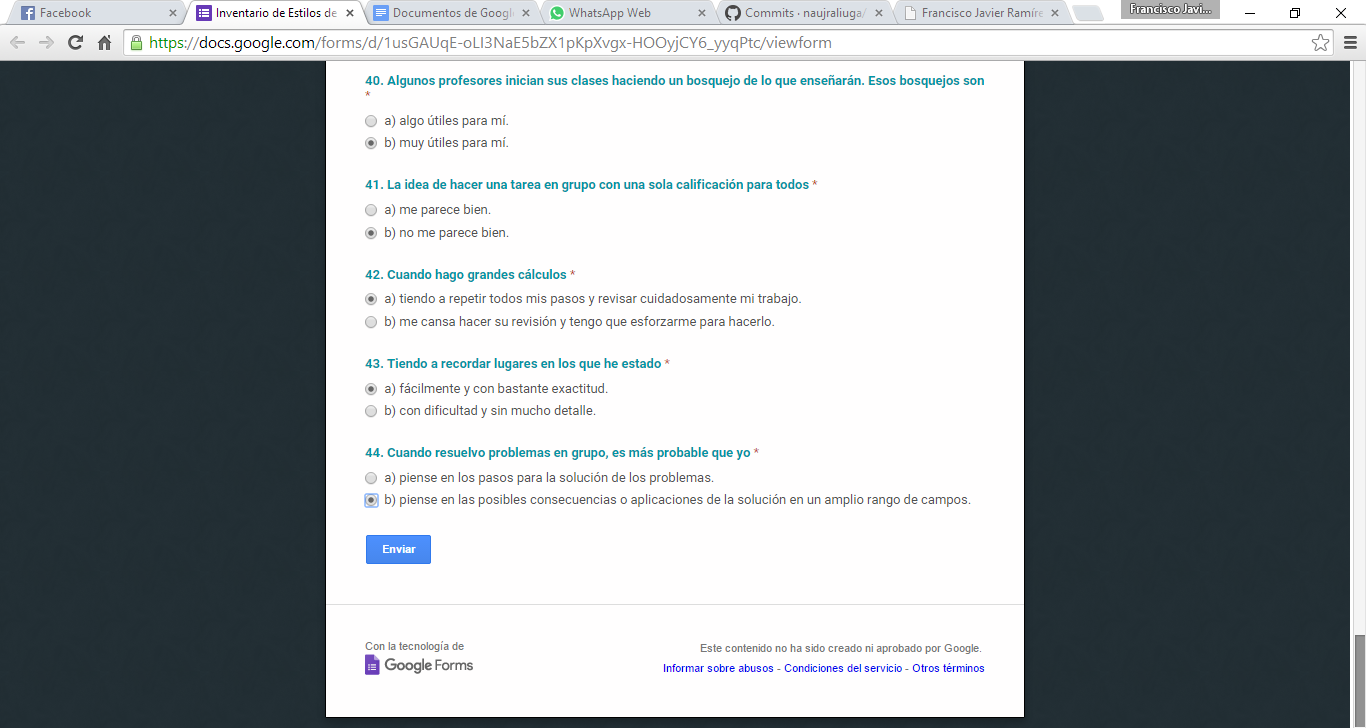 Facebook
Inventario de Estilos de
Documentos de Googl
WhatsApp Web
Commits · naujraliuga/
Francisco Javier Ramíre
Francisco Javi...
https://docs.google.com/forms/d/1usGAUqE-oLI3NaE5bZX1pKpXvgx-HOOyjCY6_yyqPtc/viewform
40. Algunos profesores inician sus clases haciendo un bosquejo de lo que enseñarán. Esos bosquejos son
*
a) algo útiles para mí.
b) muy útiles para mí.
41. La idea de hacer una tarea en grupo con una sola calificación para todos *
a) me parece bien.
b) no me parece bien.
42. Cuando hago grandes cálculos *
a) tiendo a repetir todos mis pasos y revisar cuidadosamente mi trabajo.
b) me cansa hacer su revisión y tengo que esforzarme para hacerlo.
43. Tiendo a recordar lugares en los que he estado *
a) fácilmente y con bastante exactitud.
b) con dificultad y sin mucho detalle.
44. Cuando resuelvo problemas en grupo, es más probable que yo *
a) piense en los pasos para la solución de los problemas.
b) piense en las posibles consecuencias o aplicaciones de la solución en un amplio rango de campos.
Enviar
Con la tecnología de
Google Forms
Este contenido no ha sido creado ni aprobado por Google.
Informar sobre abusos - Condiciones del servicio - Otros términos